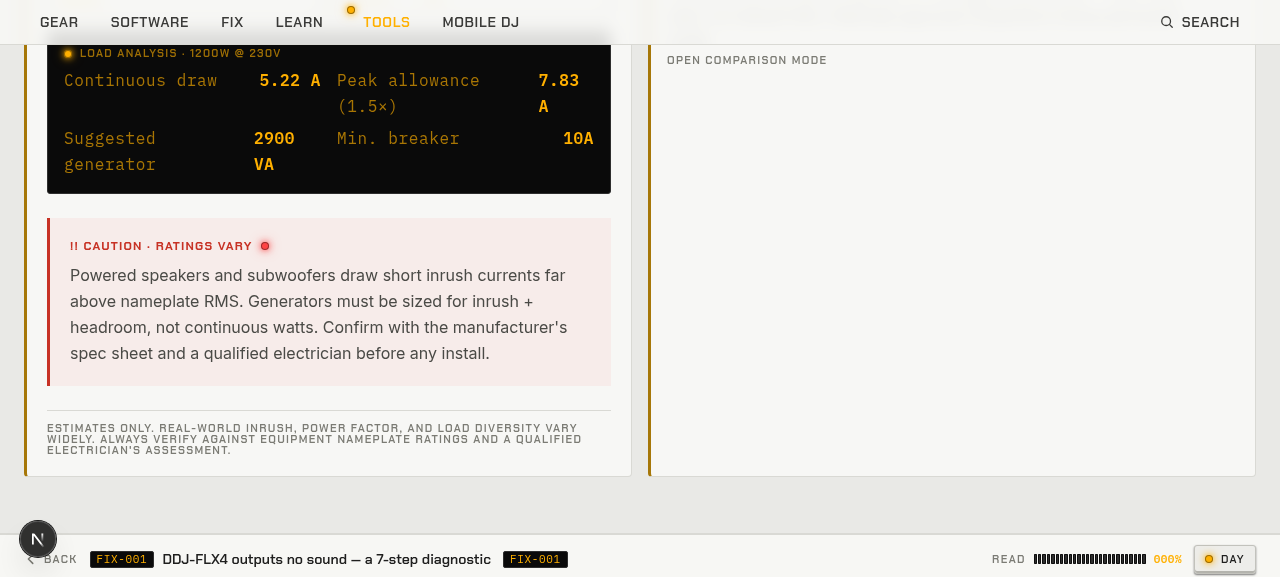 GEAR SOFTWARE FIX LEARN TOOLS MOBILE DJ SEARCH
LOAD ANALYSIS · 1200W @ 230V
Continuous draw 5.22 A Peak allowance (1.5×) 7.83 A
Suggested generator 2900 VA Min. breaker 10A
!! CAUTION · RATINGS VARY
Powered speakers and subwoofers draw short inrush currents far
above nameplate RMS. Generators must be sized for inrush +
headroom, not continuous watts. Confirm with the manufacturer's
spec sheet and a qualified electrician before any install.
ESTIMATES ONLY. REAL-WORLD INRUSH, POWER FACTOR, AND LOAD DIVERSITY VARY
WIDELY. ALWAYS VERIFY AGAINST EQUIPMENT NAMEPLATE RATINGS AND A QUALIFIED
ELECTRICIAN'S ASSESSMENT.
OPEN COMPARISON MODE
N
BACK FIX-001 DDJ-FLX4 outputs no sound — a 7-step diagnostic FIX-001 READ 000% DAY